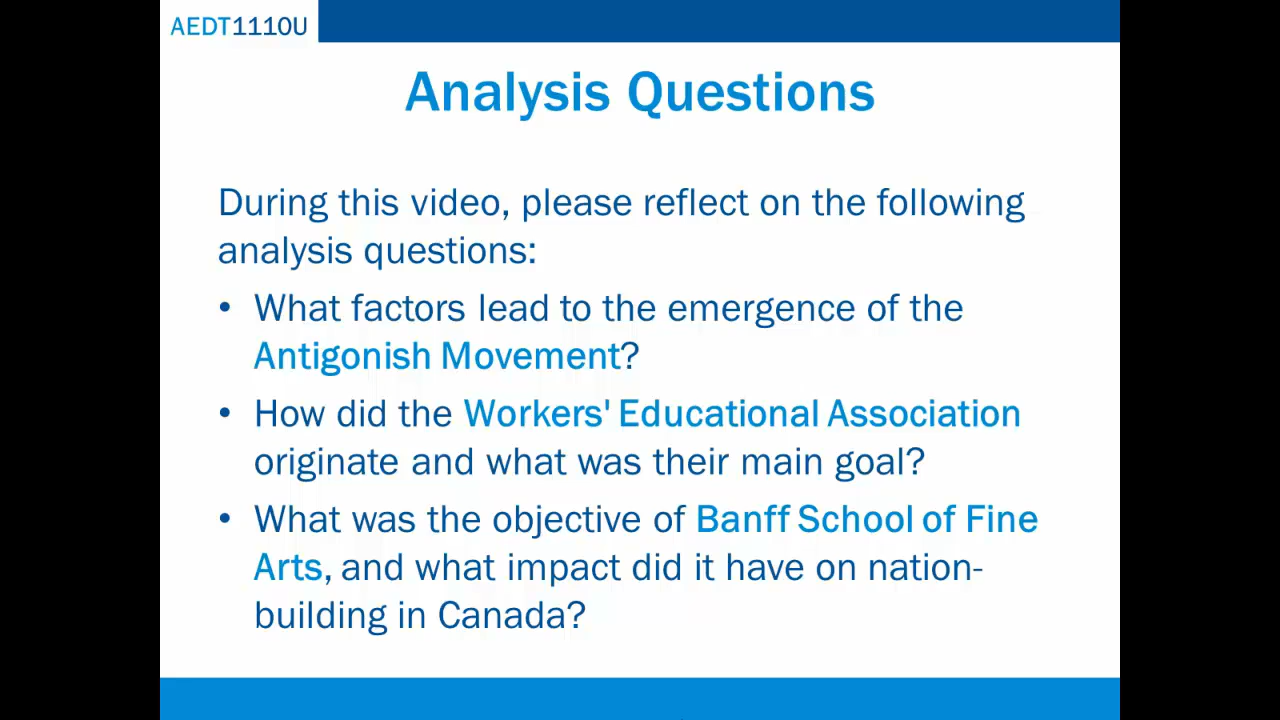 AEDT1110U
Analysis Questions
During this video, please reflect on the following
analysis questions:
• What factors lead to the emergence of the
Antigonish Movement?
• How did the Workers' Educational Association
originate and what was their main goal?
• What was the objective of Banff School of Fine
Arts, and what impact did it have on nation-
building in Canada?